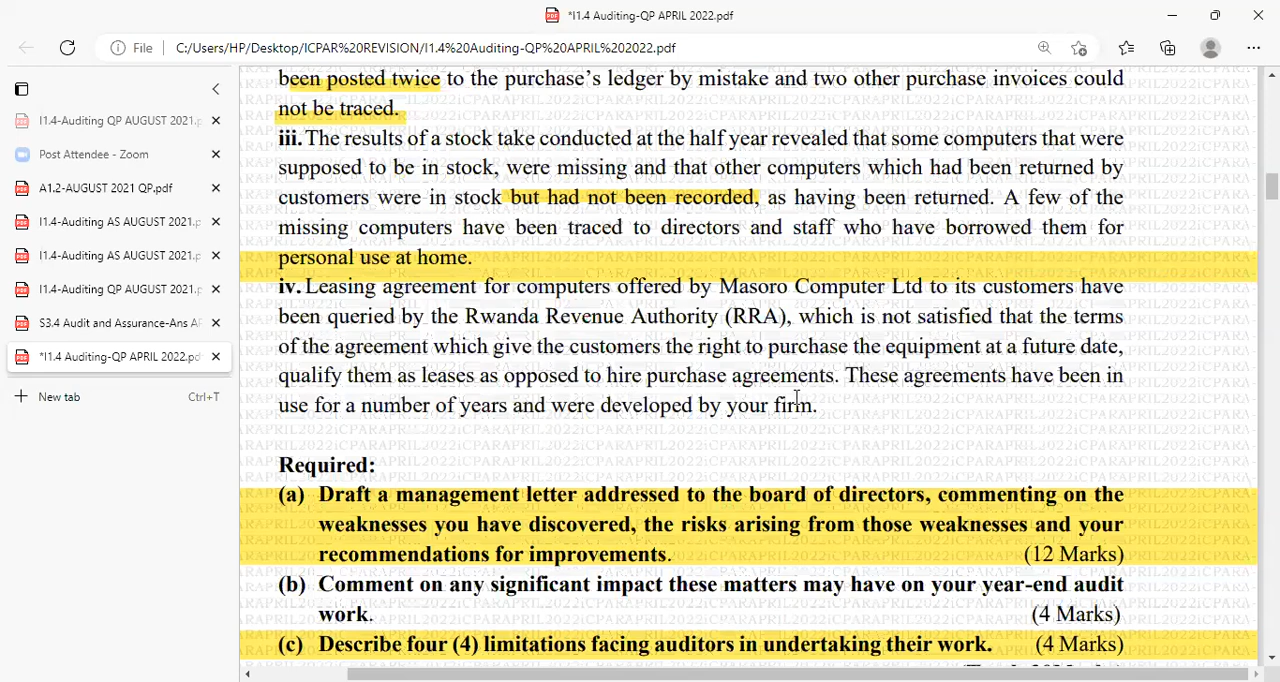 *I1.4 Auditing-QP APRIL 2022.pdf
File
C:/Users/HP/Desktop/ICPAR%20REVISION/I1.4%20Auditing-QP%20APRIL%202022.pdf
I1.4-Auditing QP AUGUST 2021.p
Post Attendee - Zoom
A1.2-AUGUST 2021 QP.pdf
I1.4-Auditing AS AUGUST 2021.p
I1.4-Auditing AS AUGUST 2021.p
I1.4-Auditing QP AUGUST 2021.p
S3.4 Audit and Assurance-Ans A
*I1.4 Auditing-QP APRIL 2022.pd
New tab
Ctrl+T
been posted twice to the purchase's ledger by mistake and two other purchase invoices could
not be traced.
iii. The results of a stock take conducted at the half year revealed that some computers that were
supposed to be in stock, were missing and that other computers which had been returned by
customers were in stock but had not been recorded, as having been returned. A few of the
missing computers have been traced to directors and staff who have borrowed them for
personal use at home.
iv. Leasing agreement for computers offered by Masoro Computer Ltd to its customers have
been queried by the Rwanda Revenue Authority (RRA), which is not satisfied that the terms
of the agreement which give the customers the right to purchase the equipment at a future date,
qualify them as leases as opposed to hire purchase agreements. These agreements have been in
use for a number of years and were developed by your firm.
Required:
(a) Draft a management letter addressed to the board of directors, commenting on the
weaknesses you have discovered, the risks arising from those weaknesses and your
recommendations for improvements. (12 Marks)
(b) Comment on any significant impact these matters may have on your year-end audit
work. (4 Marks)
(c) Describe four (4) limitations facing auditors in undertaking their work. (4 Marks)